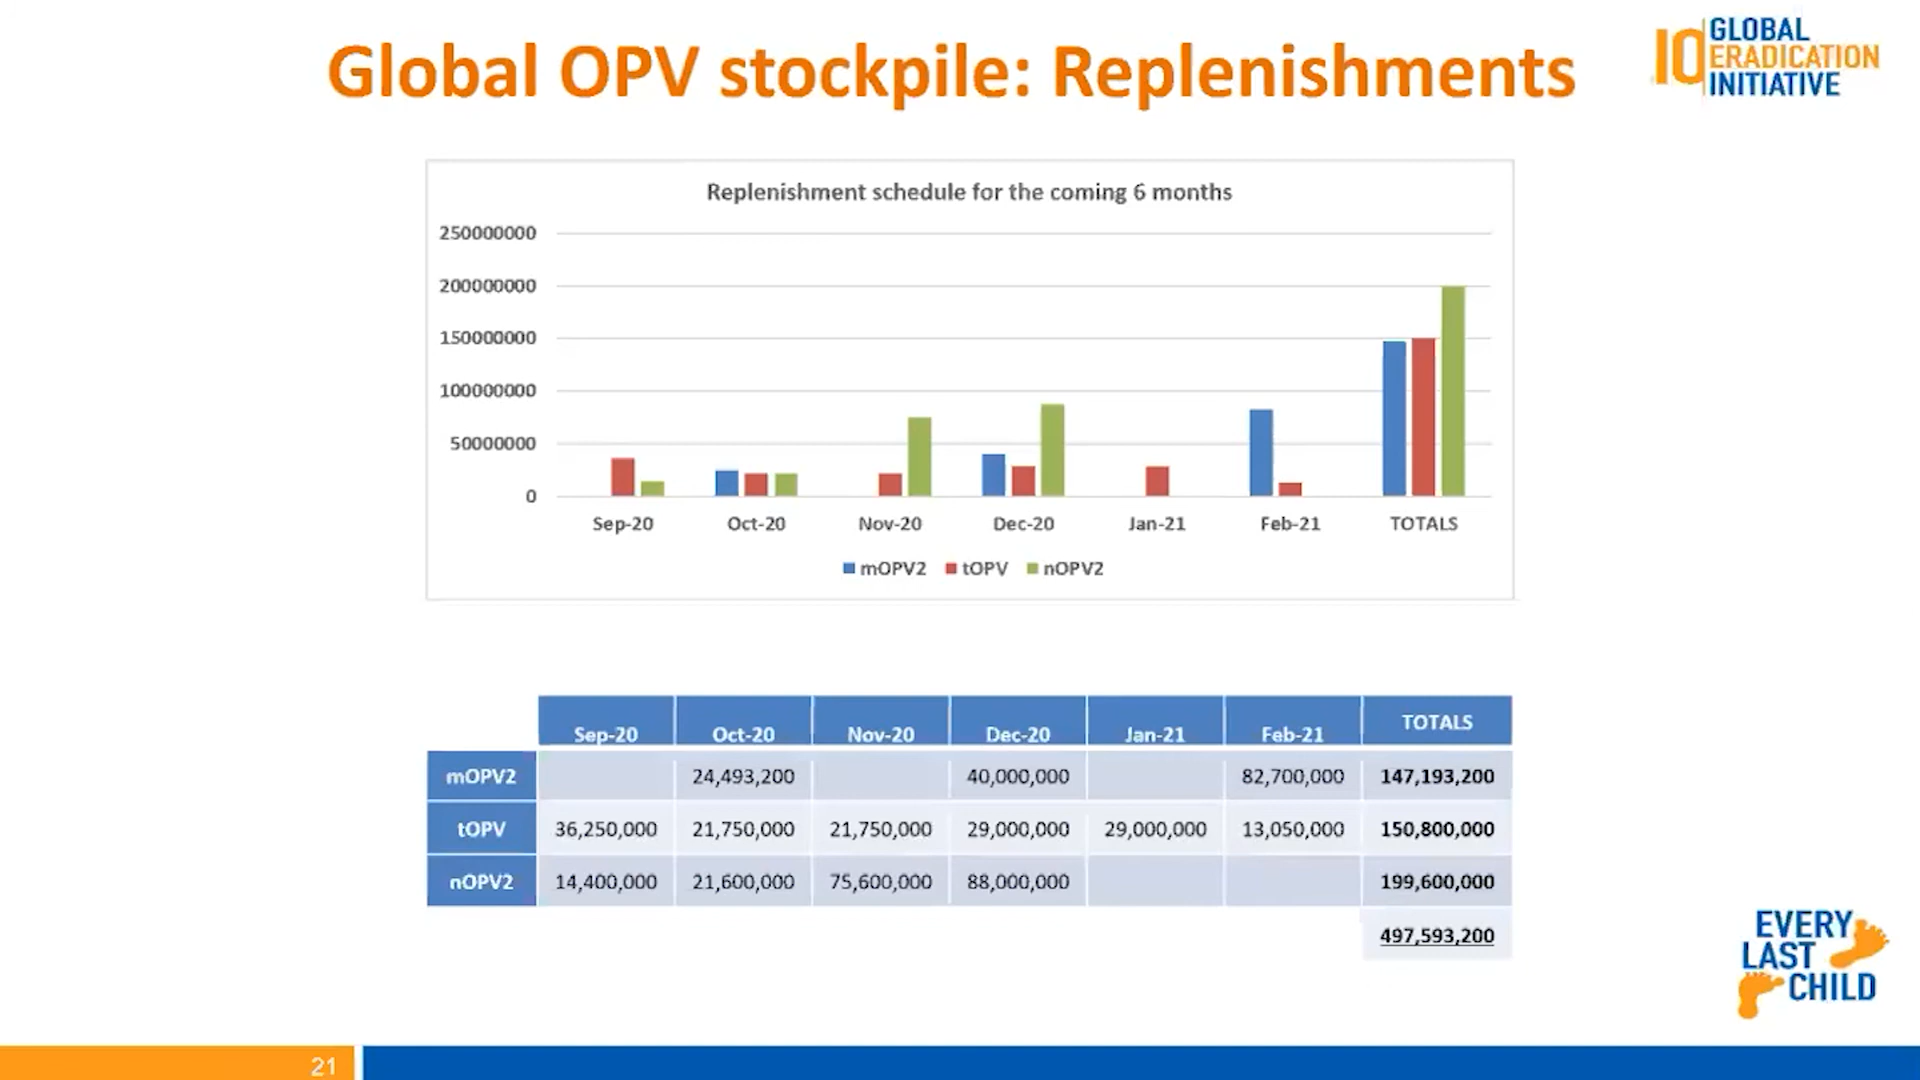 Global OPV stockpile: Replenishments
GLOBAL
ERADICATION
INITIATIVE
Replenishment schedule for the coming 6 months
250000000
200000000
150000000
100000000
50000000
0
Sep-20 Oct-20 Nov-20 Dec-20 Jan-21 Feb-21 TOTALS
mOPV2 tOPV nOPV2
Sep-20 Oct-20 Nov-20 Dec-20 Jan-21 Feb-21 TOTALS
mOPV2 24,493,200 40,000,000 82,700,000 147,193,200
tOPV 36,250,000 21,750,000 21,750,000 29,000,000 29,000,000 13,050,000 150,800,000
nOPV2 14,400,000 21,600,000 75,600,000 88,000,000 199,600,000
497,593,200
EVERY
LAST
CHILD
21